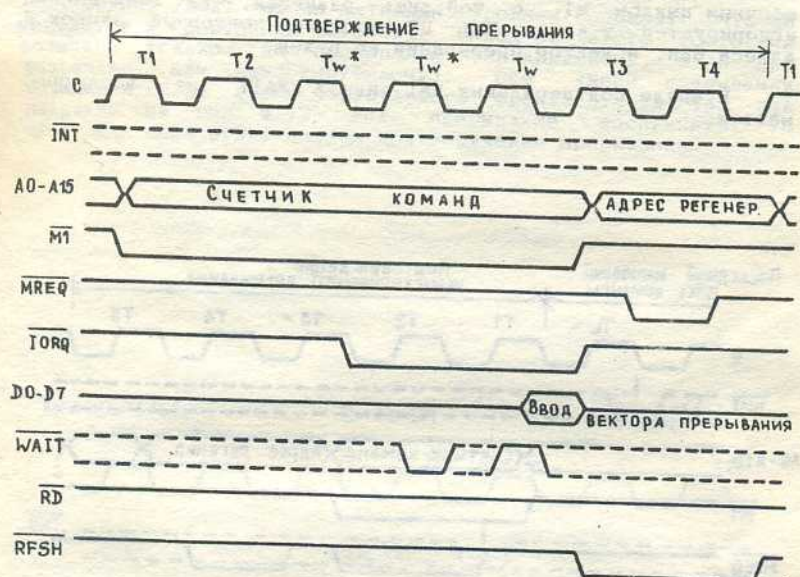 ПОДТВЕРЖДЕНИЕ ПРЕРЫВАНИЯ
T1 T2 Tw* Tw* Tw T3 T4 T1
C
INT
A0-A15 СЧЕТЧИК КОМАНД АДРЕС РЕГЕНЕР.
M1
MREQ
IORQ
D0-D7 ВВОД ВЕКТОРА ПРЕРЫВАНИЯ
WAIT
RD
RFSH